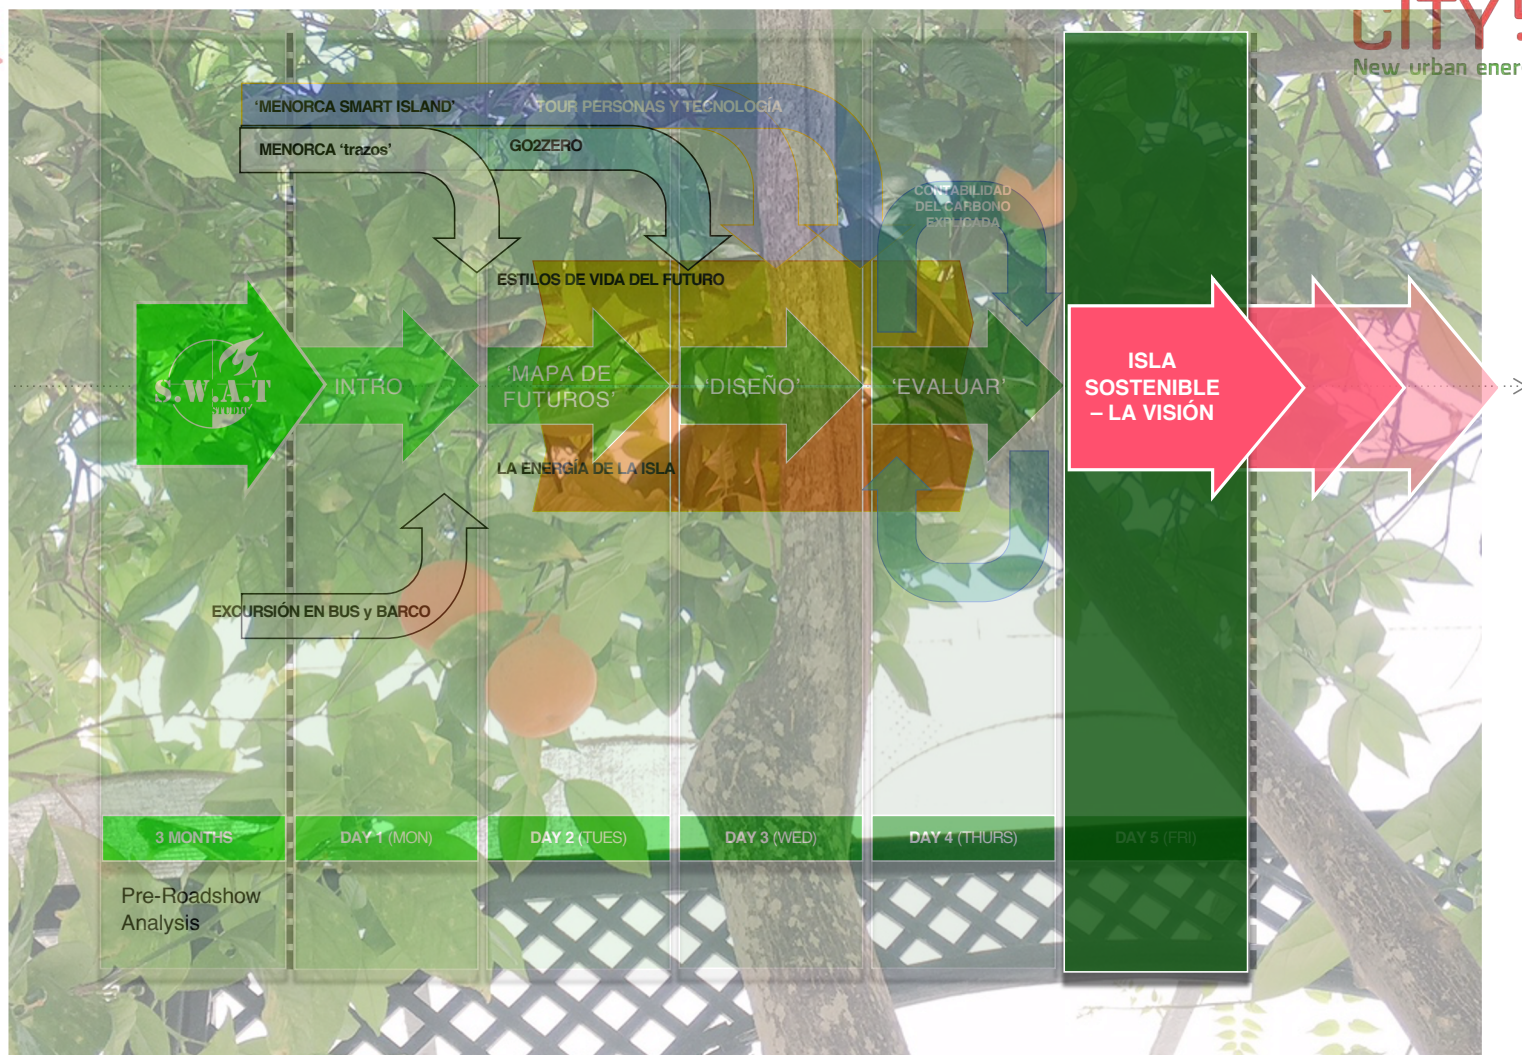 CITY
New urban ener
'MENORCA SMART ISLAND'
TOUR PERSONAS Y TECNOLOGÍA
MENORCA 'trazos'
GO2ZERO
CONTABILIDAD
DEL CARBONO
EXPLICADA
ESTILOS DE VIDA DEL FUTURO
S.W.A.T
STUDIO
INTRO
'MAPA DE
FUTUROS'
'DISEÑO'
'EVALUAR'
ISLA
SOSTENIBLE
– LA VISIÓN
LA ENERGÍA DE LA ISLA
EXCURSIÓN EN BUS y BARCO
3 MONTHS
DAY 1 (MON)
DAY 2 (TUES)
DAY 3 (WED)
DAY 4 (THURS)
DAY 5 (FRI)
Pre-Roadshow
Analysis